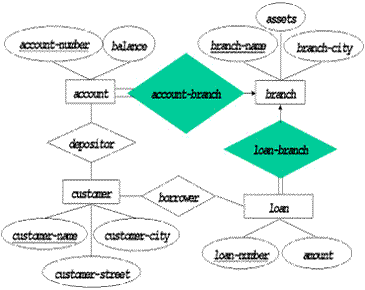 assets
account-number
balance
branch-name
branch-city
account
account-branch
branch
depositor
loan-branch
customer
borrower
loan
customer-name
customer-city
loan-number
amount
customer-street